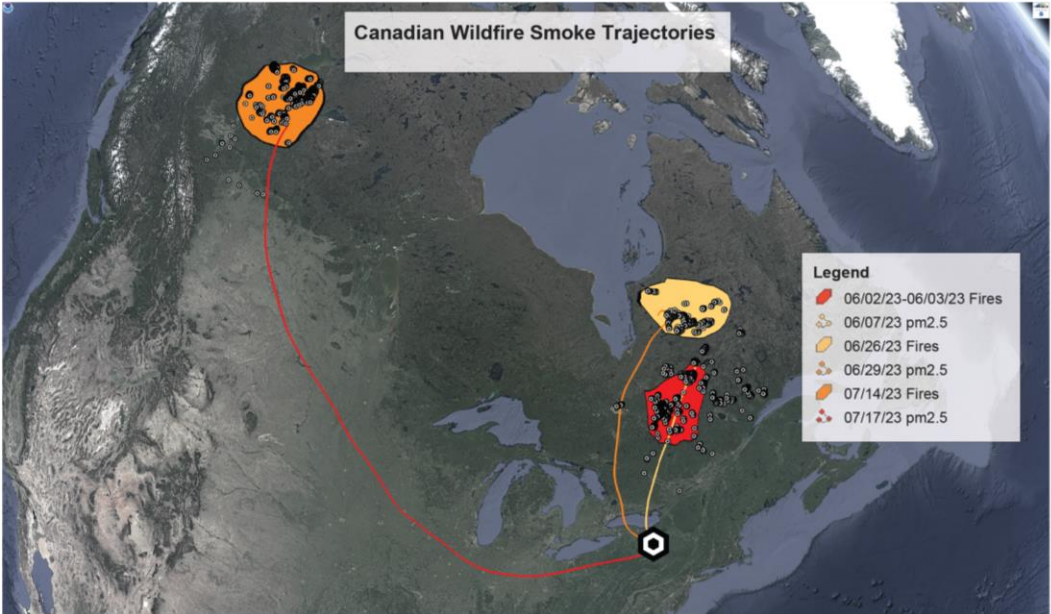 Canadian Wildfire Smoke Trajectories
Legend
06/02/23-06/03/23 Fires
06/07/23 pm2.5
06/26/23 Fires
06/29/23 pm2.5
07/14/23 Fires
07/17/23 pm2.5